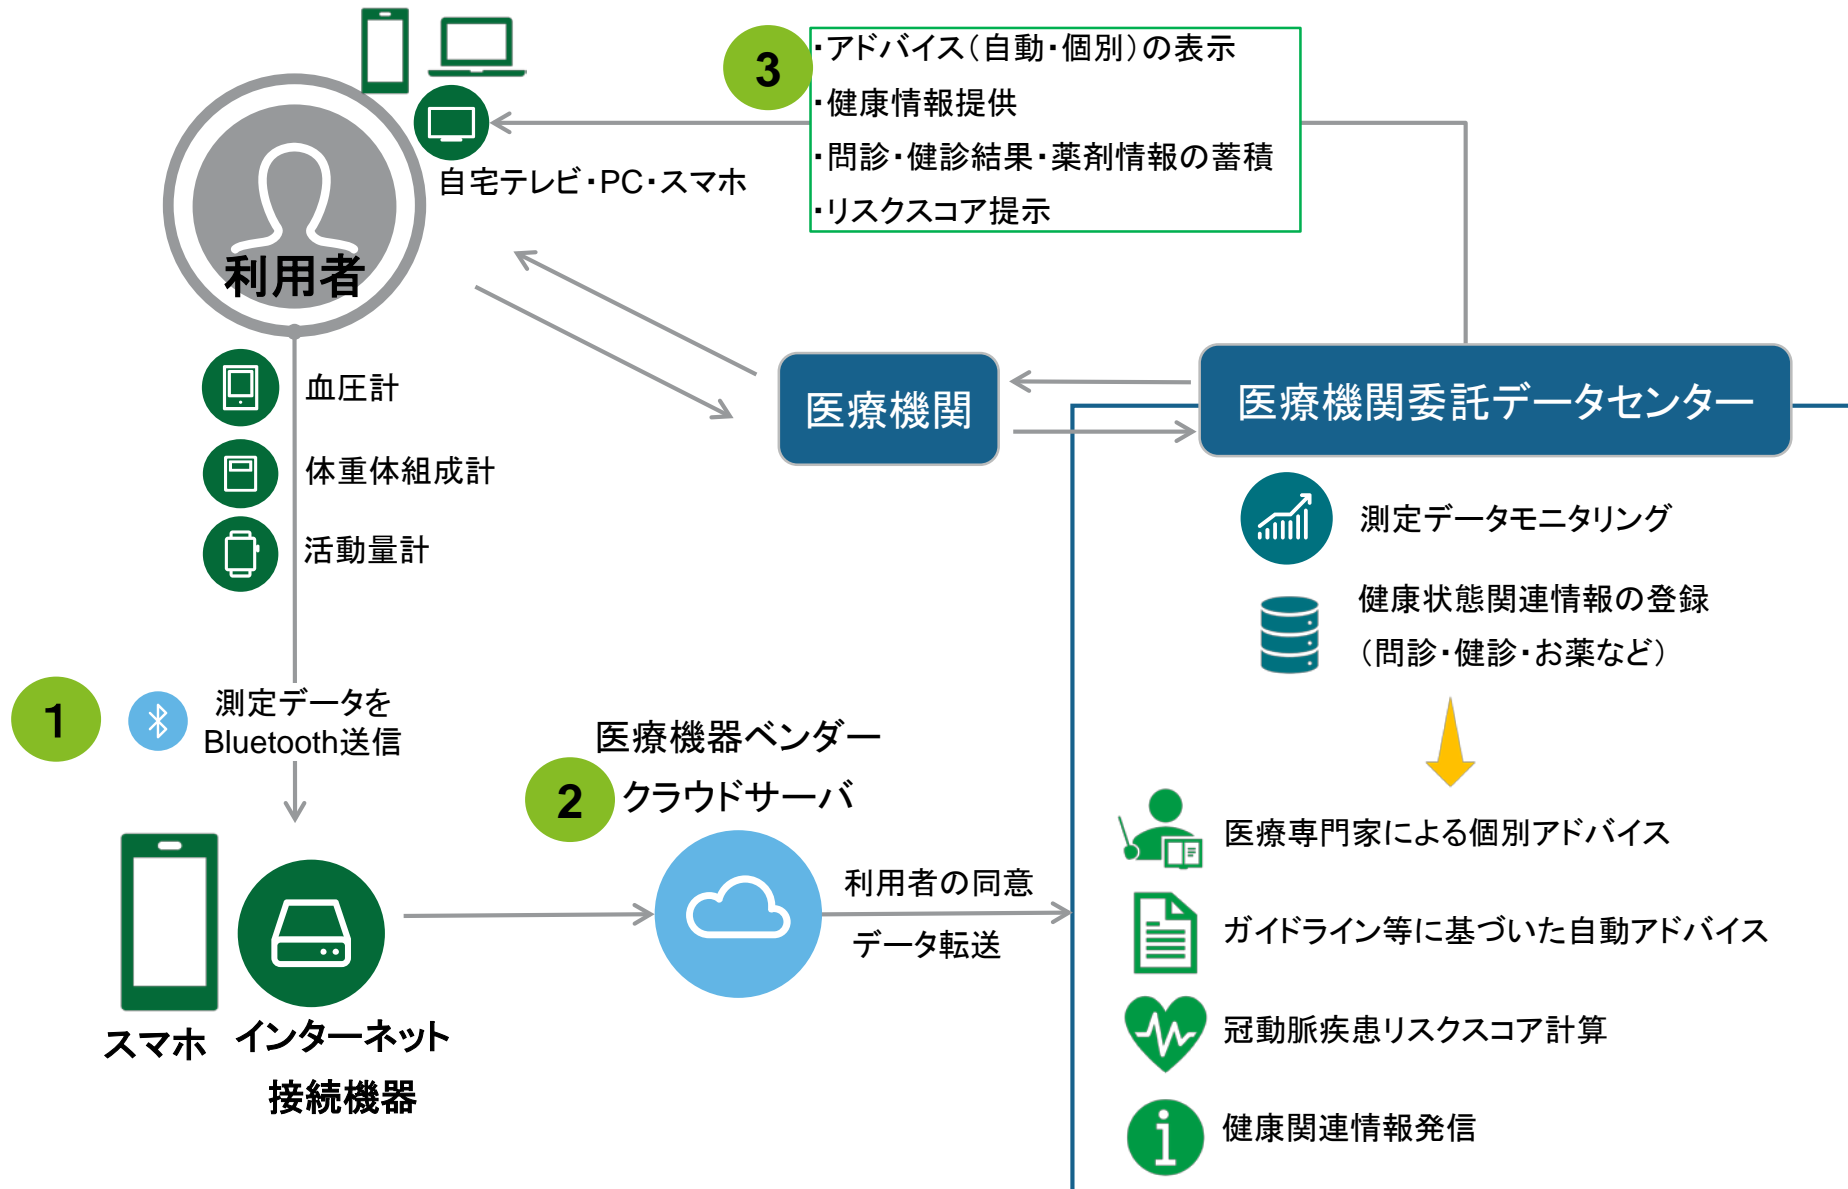 3
・アドバイス（自動・個別）の表示
・健康情報提供
・問診・健診結果・薬剤情報の蓄積
・リスクスコア提示
自宅テレビ・PC・スマホ
利用者
血圧計
体重体組成計
活動量計
医療機関
医療機関委託データセンター
測定データモニタリング
健康状態関連情報の登録
（問診・健診・お薬など）
1
測定データを
Bluetooth送信
医療機器ベンダー
2
クラウドサーバ
利用者の同意
データ転送
スマホ
インターネット
接続機器
医療専門家による個別アドバイス
ガイドライン等に基づいた自動アドバイス
冠動脈疾患リスクスコア計算
健康関連情報発信